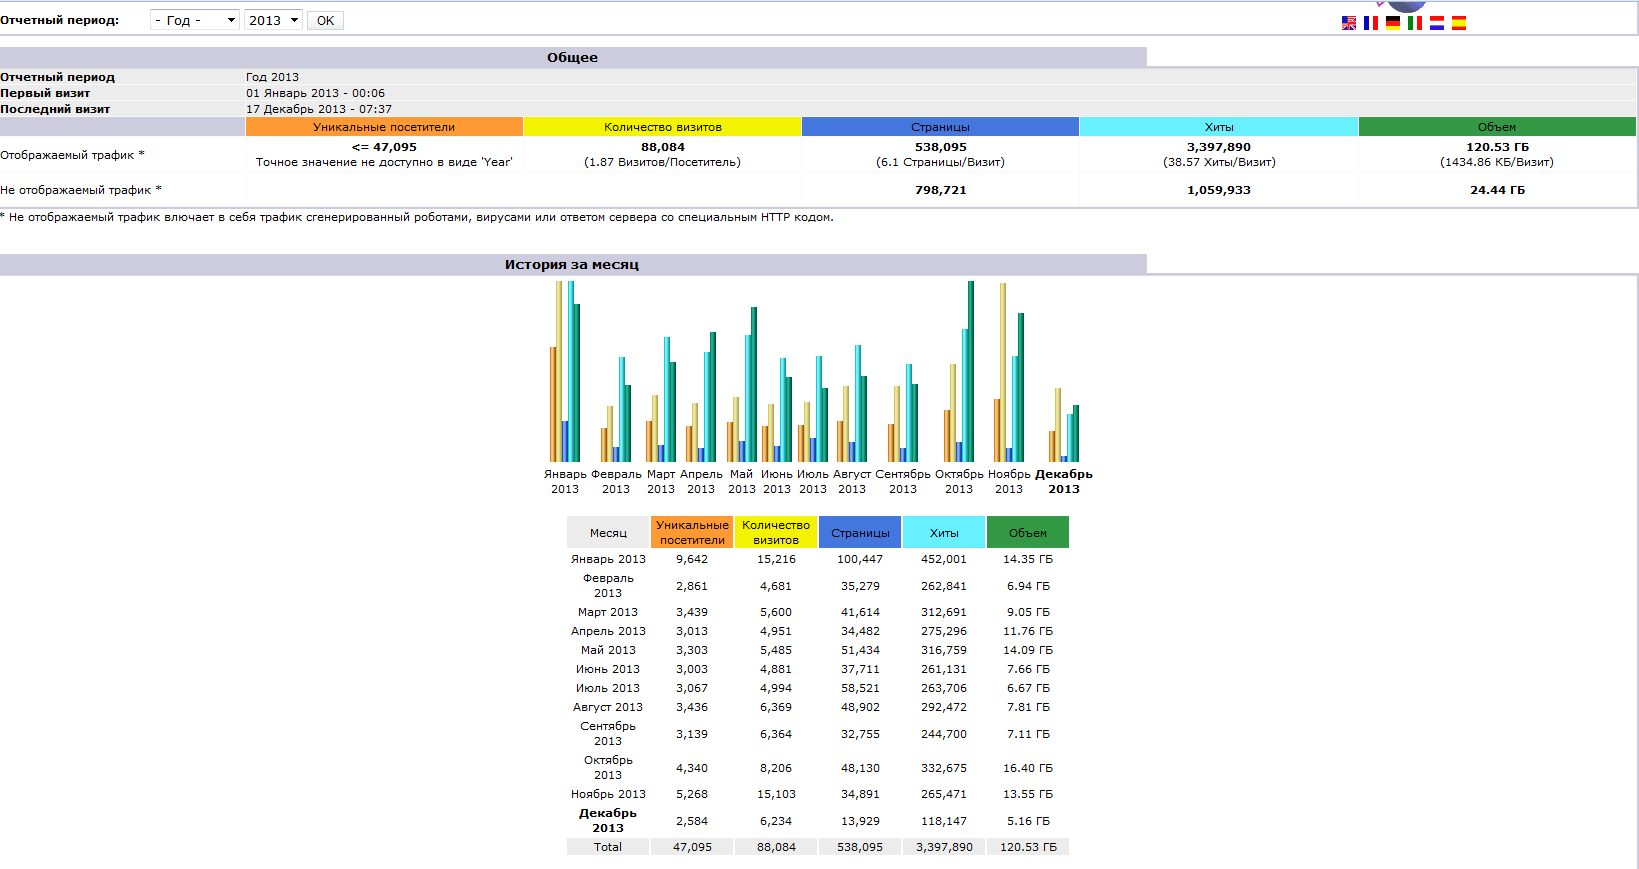 Отчетный период: - Год - 2013 OK
Общее
Отчетный период Год 2013
Первый визит 01 Январь 2013 - 00:06
Последний визит 17 Декабрь 2013 - 07:37
Уникальные посетители Количество визитов Страницы Хиты Объем
Отображаемый трафик * <= 47,095 88,084 538,095 3,397,890 120.53 ГБ
Точное значение не доступно в виде 'Year' (1.87 Визитов/Посетитель) (6.1 Страницы/Визит) (38.57 Хиты/Визит) (1434.86 КБ/Визит)
Не отображаемый трафик * 798,721 1,059,933 24.44 ГБ
* Не отображаемый трафик влючает в себя трафик сгенерированный роботами, вирусами или ответом сервера со специальным HTTP кодом.
История за месяц
Январь Февраль Март Апрель Май Июнь Июль Август Сентябрь Октябрь Ноябрь Декабрь
2013 2013 2013 2013 2013 2013 2013 2013 2013 2013 2013 2013
Месяц Уникальные посетители Количество визитов Страницы Хиты Объем
Январь 2013 9,642 15,216 100,447 452,001 14.35 ГБ
Февраль 2013 2,861 4,681 35,279 262,841 6.94 ГБ
Март 2013 3,439 5,600 41,614 312,691 9.05 ГБ
Апрель 2013 3,013 4,951 34,482 275,296 11.76 ГБ
Май 2013 3,303 5,485 51,434 316,759 14.09 ГБ
Июнь 2013 3,003 4,881 37,711 261,131 7.66 ГБ
Июль 2013 3,067 4,994 58,521 263,706 6.67 ГБ
Август 2013 3,436 6,369 48,902 292,472 7.81 ГБ
Сентябрь 2013 3,139 6,364 32,755 244,700 7.11 ГБ
Октябрь 2013 4,340 8,206 48,130 332,675 16.40 ГБ
Ноябрь 2013 5,268 15,103 34,891 265,471 13.55 ГБ
Декабрь 2013 2,584 6,234 13,929 118,147 5.16 ГБ
Total 47,095 88,084 538,095 3,397,890 120.53 ГБ